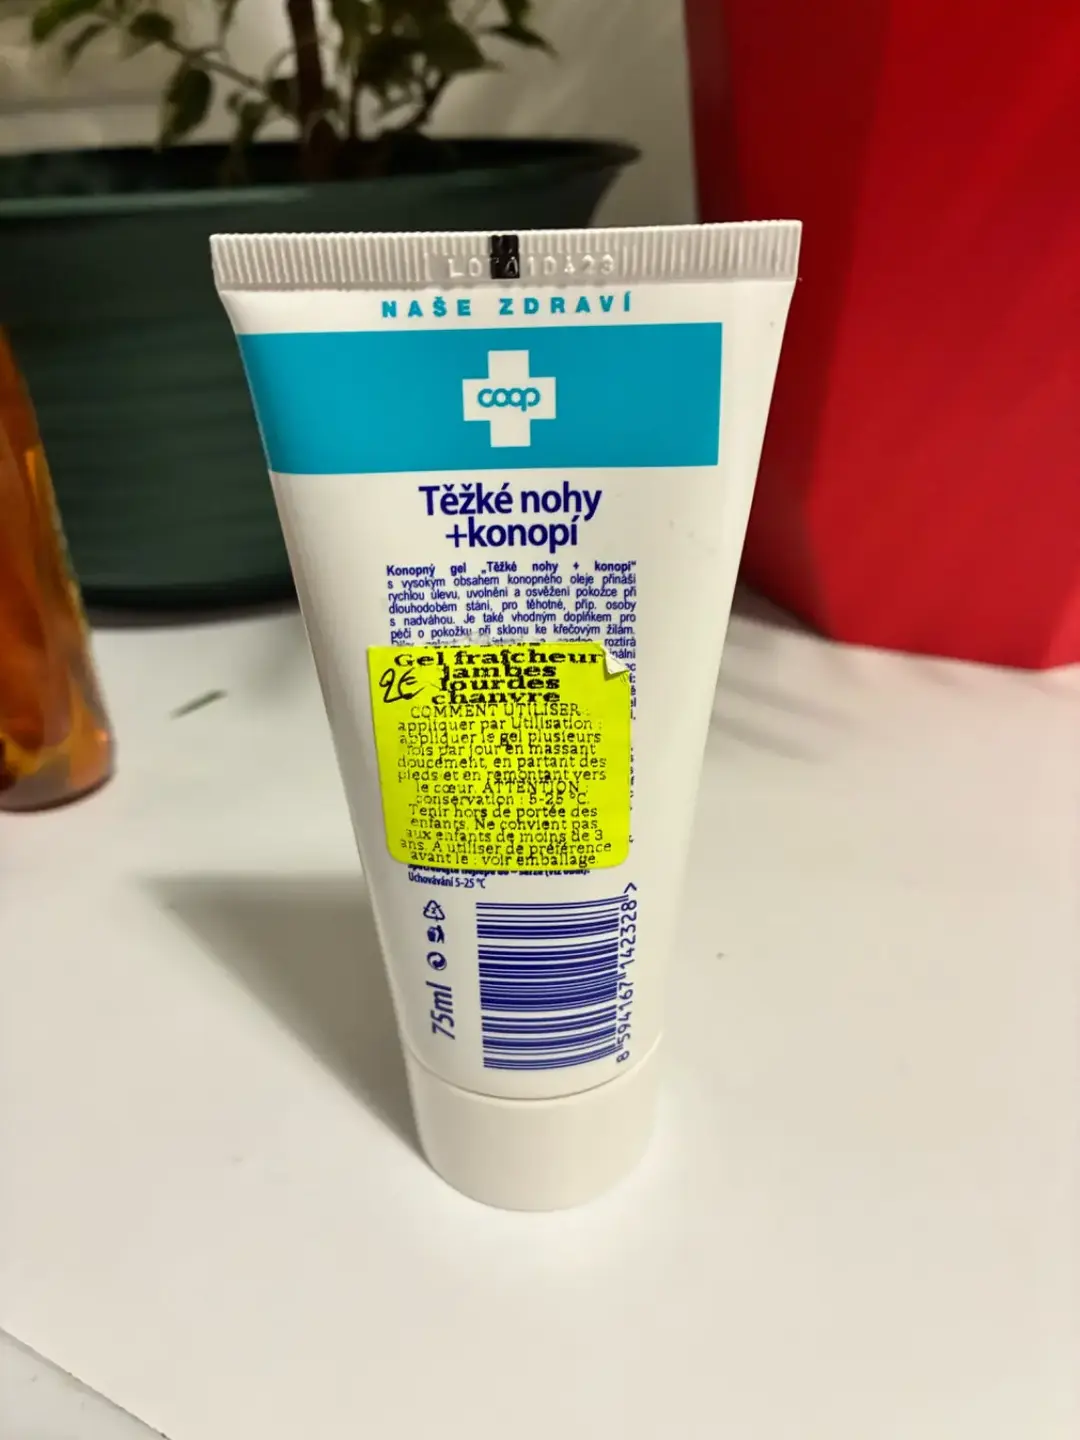 NAŠE ZDRAVÍ
coop
Těžké nohy
+konopí
Konopný gel „Těžké nohy + konopí"
s vysokým obsahem konopného oleje přináší
rychlou úlevu, uvolnění a osvěžení pokožce při
dlouhodobém stání, pro těhotné, příp. osoby
s nadváhou. Je také vhodným doplňkem pro
péči o pokožku při sklonu ke křečovým žilám.
roztírá
Gel fraîcheur
2€ jambes
lourdes
chanvre
COMMENT UTILISER :
appliquer par Utilisation :
appliquer le gel plusieurs
fois par jour en massant
doucement, en partant des
pieds et en remontant vers
le cœur. ATTENTION :
conservation : 5-25 °C.
Tenir hors de portée des
enfants. Ne convient pas
aux enfants de moins de 3
ans. A utiliser de préférence
avant le : voir emballage.
Uchovávání 5-25 °C
75ml
8 594167 142328 >